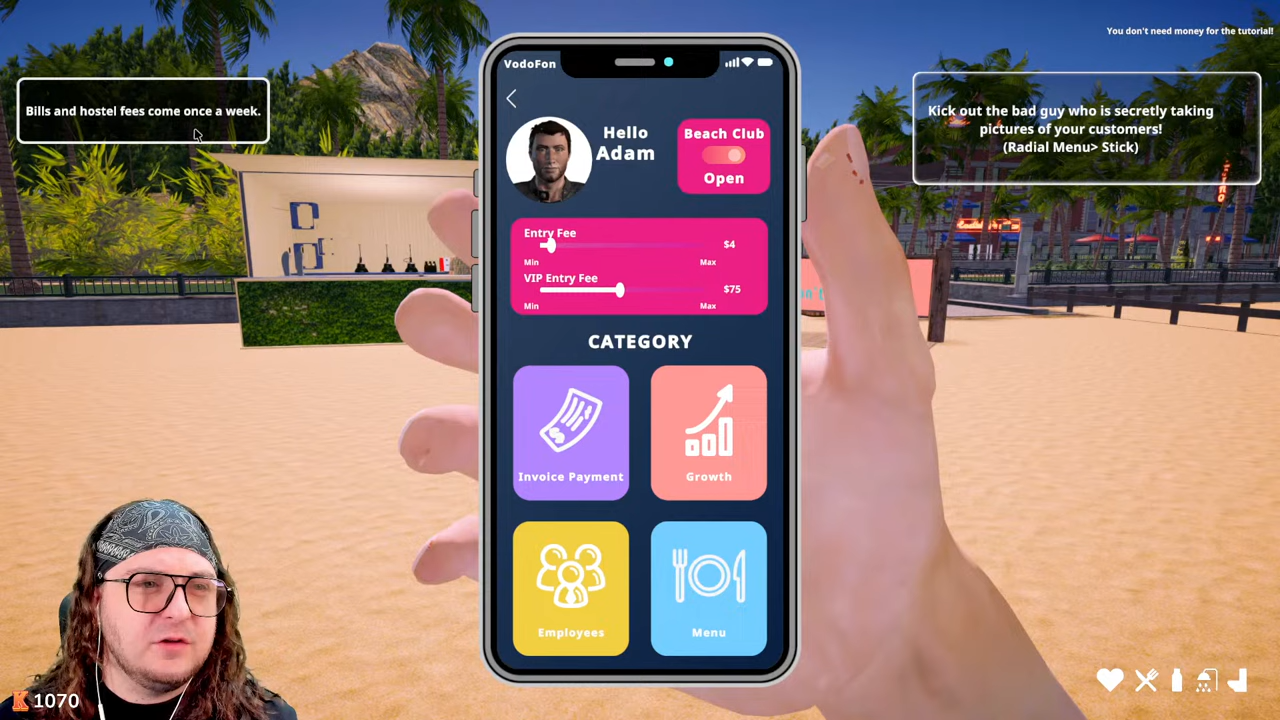 You don't need money for the tutorial!
Bills and hostel fees come once a week.
Kick out the bad guy who is secretly taking
pictures of your customers!
(Radial Menu> Stick)
VodoFon
Hello
Adam
Beach Club
Open
Entry Fee
$4
Min
Max
VIP Entry Fee
$75
Min
Max
CATEGORY
Invoice Payment
Growth
Employees
Menu
K 1070